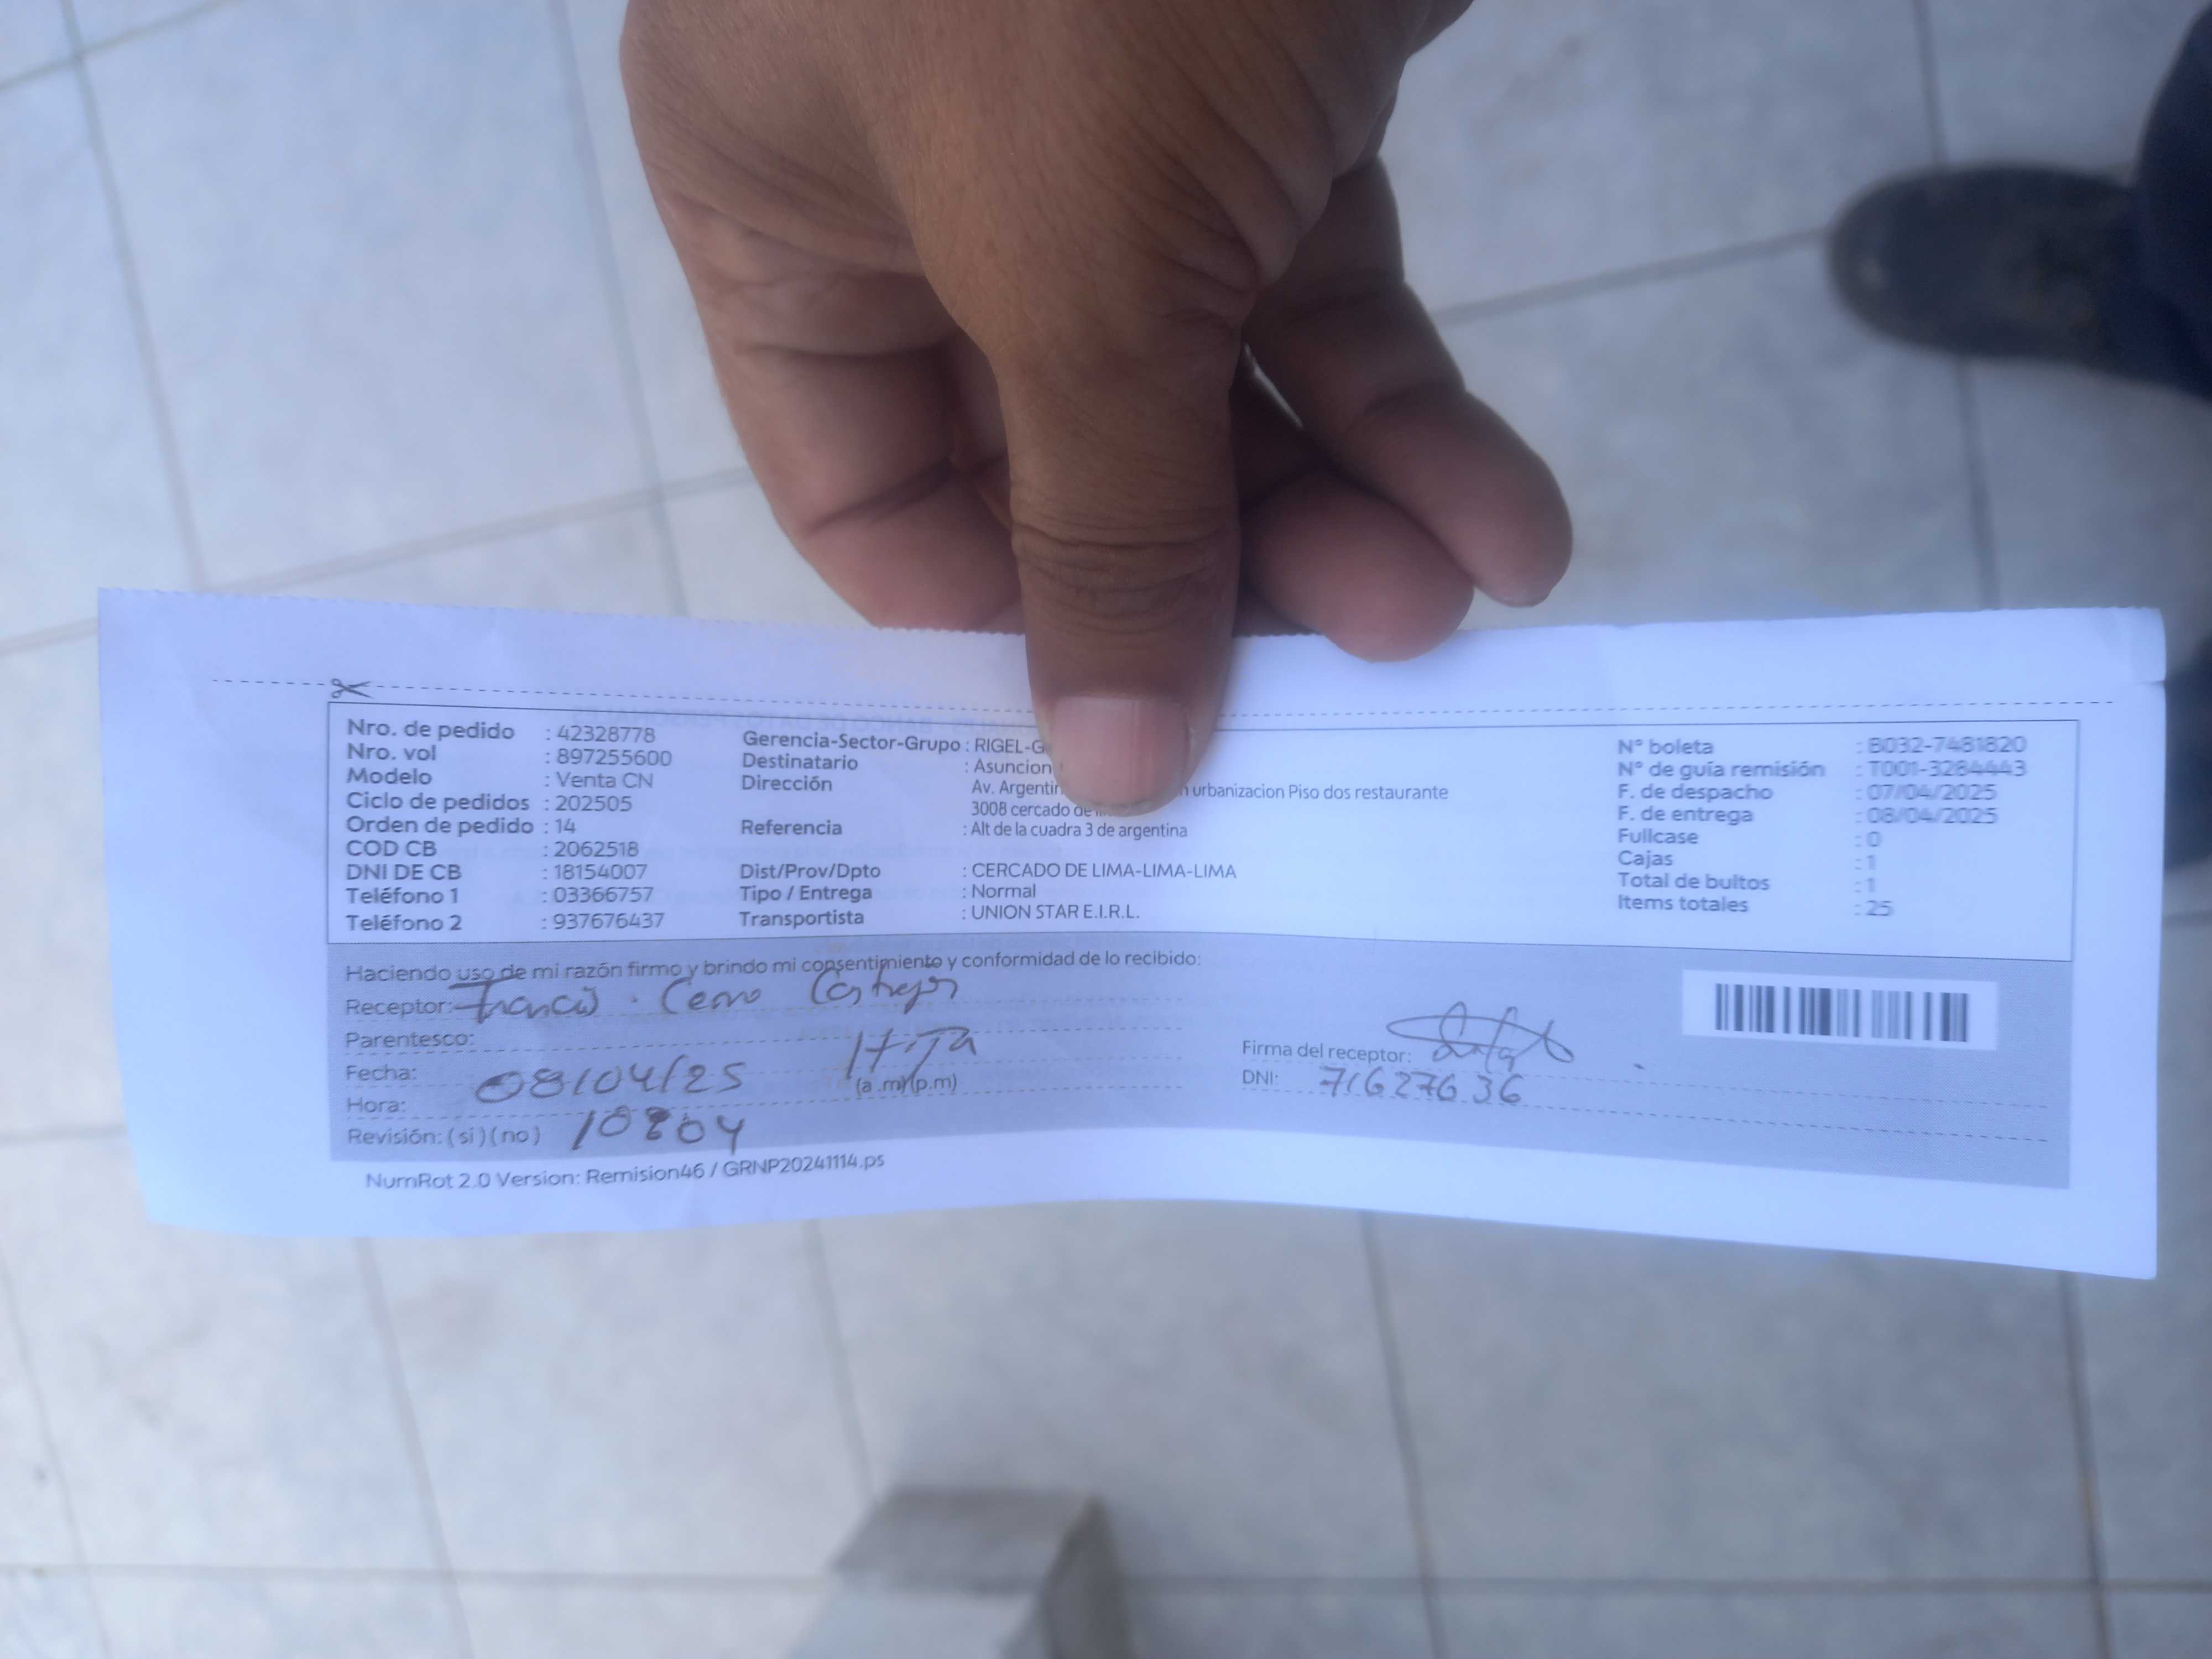 Nro. de pedido : 42328778
Nro. vol : 897255600
Modelo : Venta CN
Ciclo de pedidos : 202505
Orden de pedido : 14
COD CB : 2062518
DNI DE CB : 18154007
Teléfono 1 : 03366757
Teléfono 2 : 937676437
Gerencia-Sector-Grupo : RIGEL-G
Destinatario : Asuncion
Dirección Av. Argentin urbanizacion Piso dos restaurante
3008 cercado de
Referencia : Alt de la cuadra 3 de argentina
Dist/Prov/Dpto : CERCADO DE LIMA-LIMA-LIMA
Tipo / Entrega : Normal
Transportista : UNION STAR E.I.R.L.
N° boleta : B032-7481820
N° de guía remisión : T001-3284443
F. de despacho : 07/04/2025
F. de entrega : 08/04/2025
Fullcase : 0
Cajas : 1
Total de bultos : 1
Items totales : 25
Haciendo uso de mi razón firmo y brindo mi consentimiento y conformidad de lo recibido:
Receptor:
Parentesco: HiJa
Fecha: 08/04/25
(a.m)(p.m)
Hora:
Revisión: (si) (no)
Firma del receptor:
DNI: 71627636
NumRot 2.0 Version: Remision46 / GRNP20241114.ps